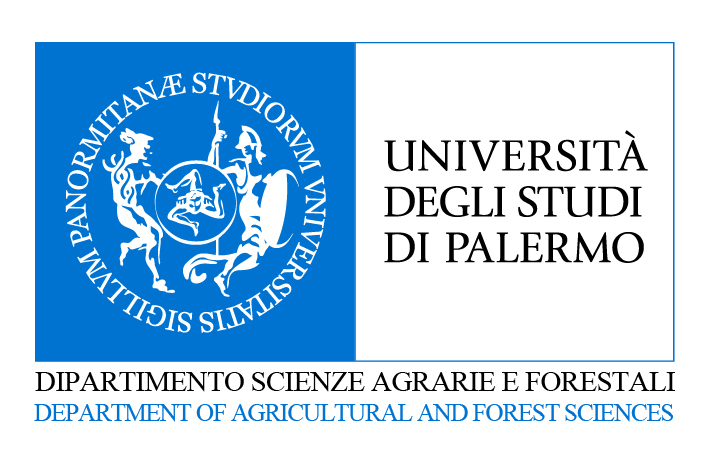 PANORMITANÆ STVDIORVM VNIVERSITATIS SIGILLVM
UNIVERSITÀ
DEGLI STUDI
DI PALERMO
DIPARTIMENTO SCIENZE AGRARIE E FORESTALI
DEPARTMENT OF AGRICULTURAL AND FOREST SCIENCES